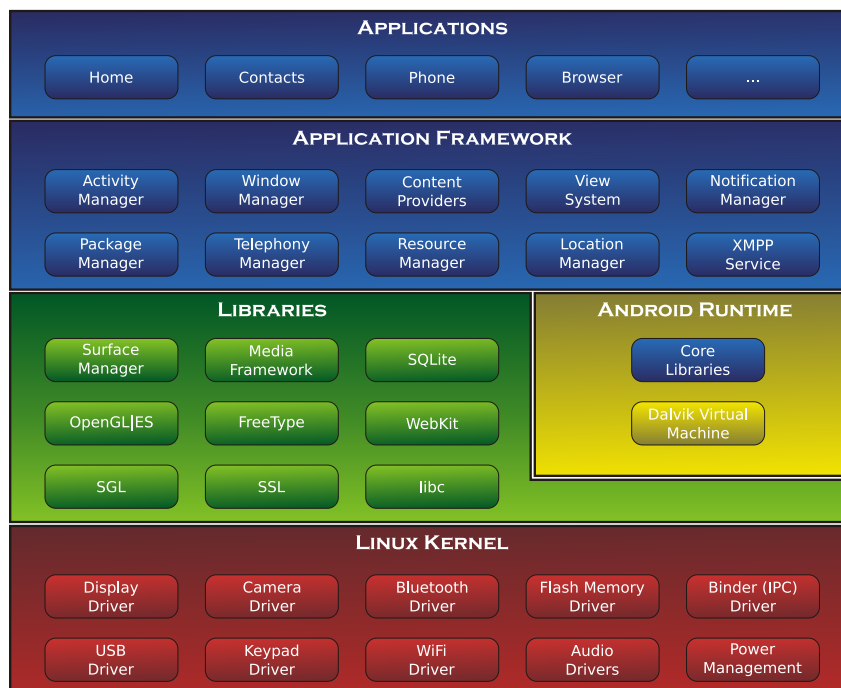 APPLICATIONS
Home
Contacts
Phone
Browser
...
APPLICATION FRAMEWORK
Activity
Manager
Window
Manager
Content
Providers
View
System
Notification
Manager
Package
Manager
Telephony
Manager
Resource
Manager
Location
Manager
XMPP
Service
LIBRARIES
Surface
Manager
Media
Framework
SQLite
OpenGL|ES
FreeType
WebKit
SGL
SSL
libc
ANDROID RUNTIME
Core
Libraries
Dalvik Virtual
Machine
LINUX KERNEL
Display
Driver
Camera
Driver
Bluetooth
Driver
Flash Memory
Driver
Binder (IPC)
Driver
USB
Driver
Keypad
Driver
WiFi
Driver
Audio
Drivers
Power
Management